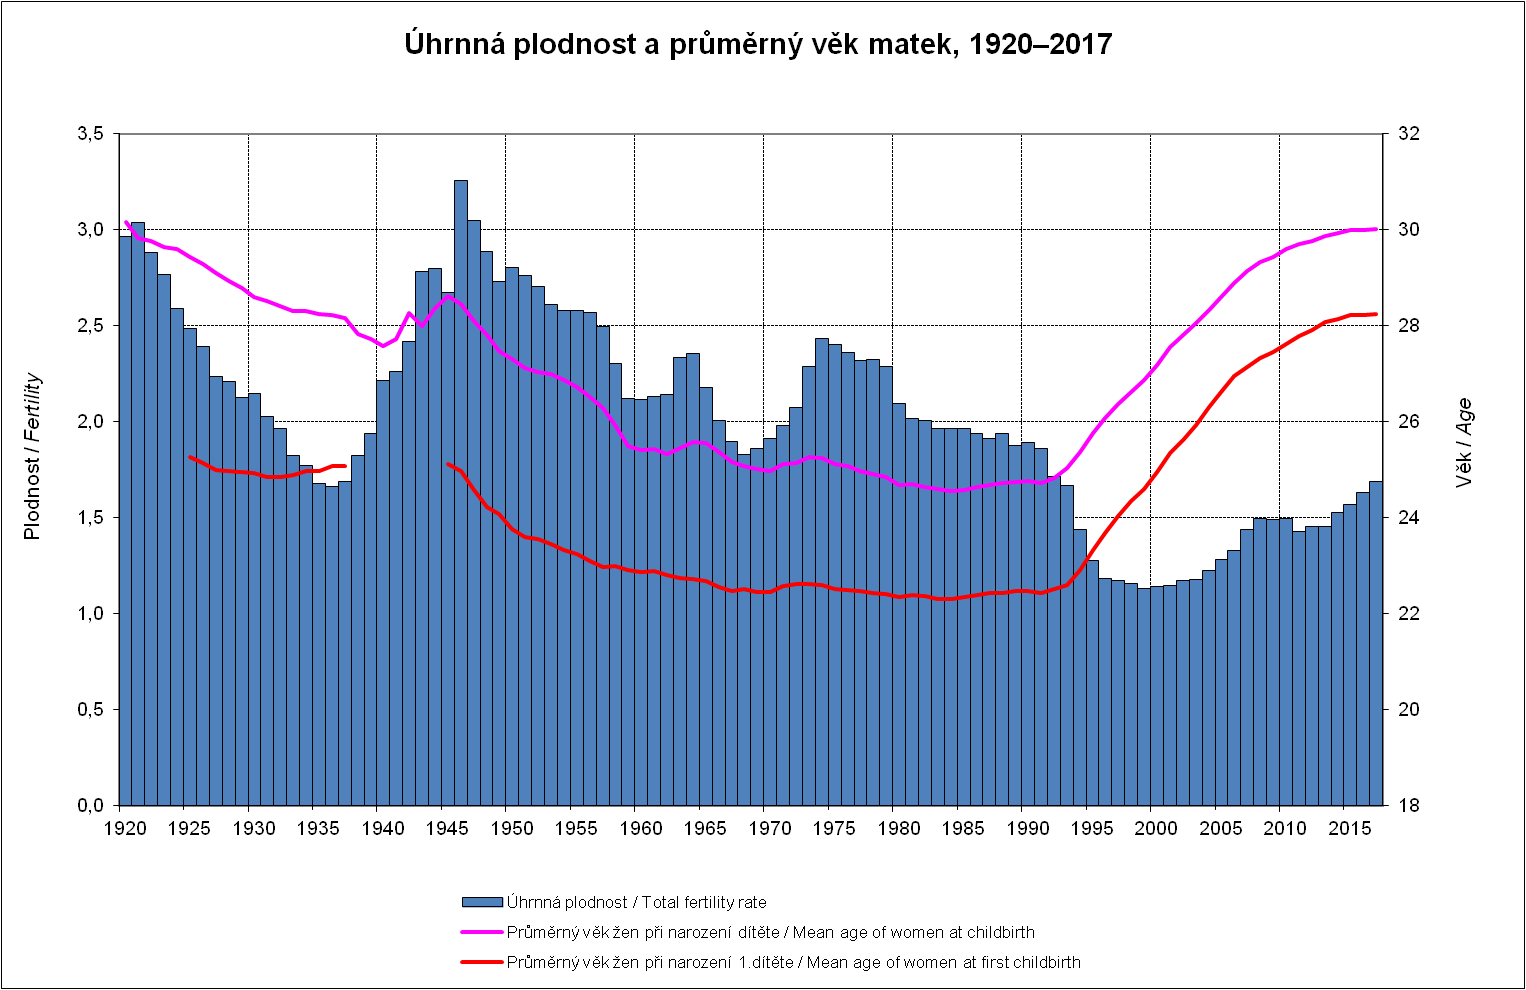 Úhrnná plodnost a průměrný věk matek, 1920–2017
3,5
3,0
2,5
2,0
1,5
1,0
0,5
0,0
Plodnost / Fertility
32
30
28
26
24
22
20
18
Věk / Age
1920 1925 1930 1935 1940 1945 1950 1955 1960 1965 1970 1975 1980 1985 1990 1995 2000 2005 2010 2015
Úhrnná plodnost / Total fertility rate
Průměrný věk žen při narození dítěte / Mean age of women at childbirth
Průměrný věk žen při narození 1.dítěte / Mean age of women at first childbirth